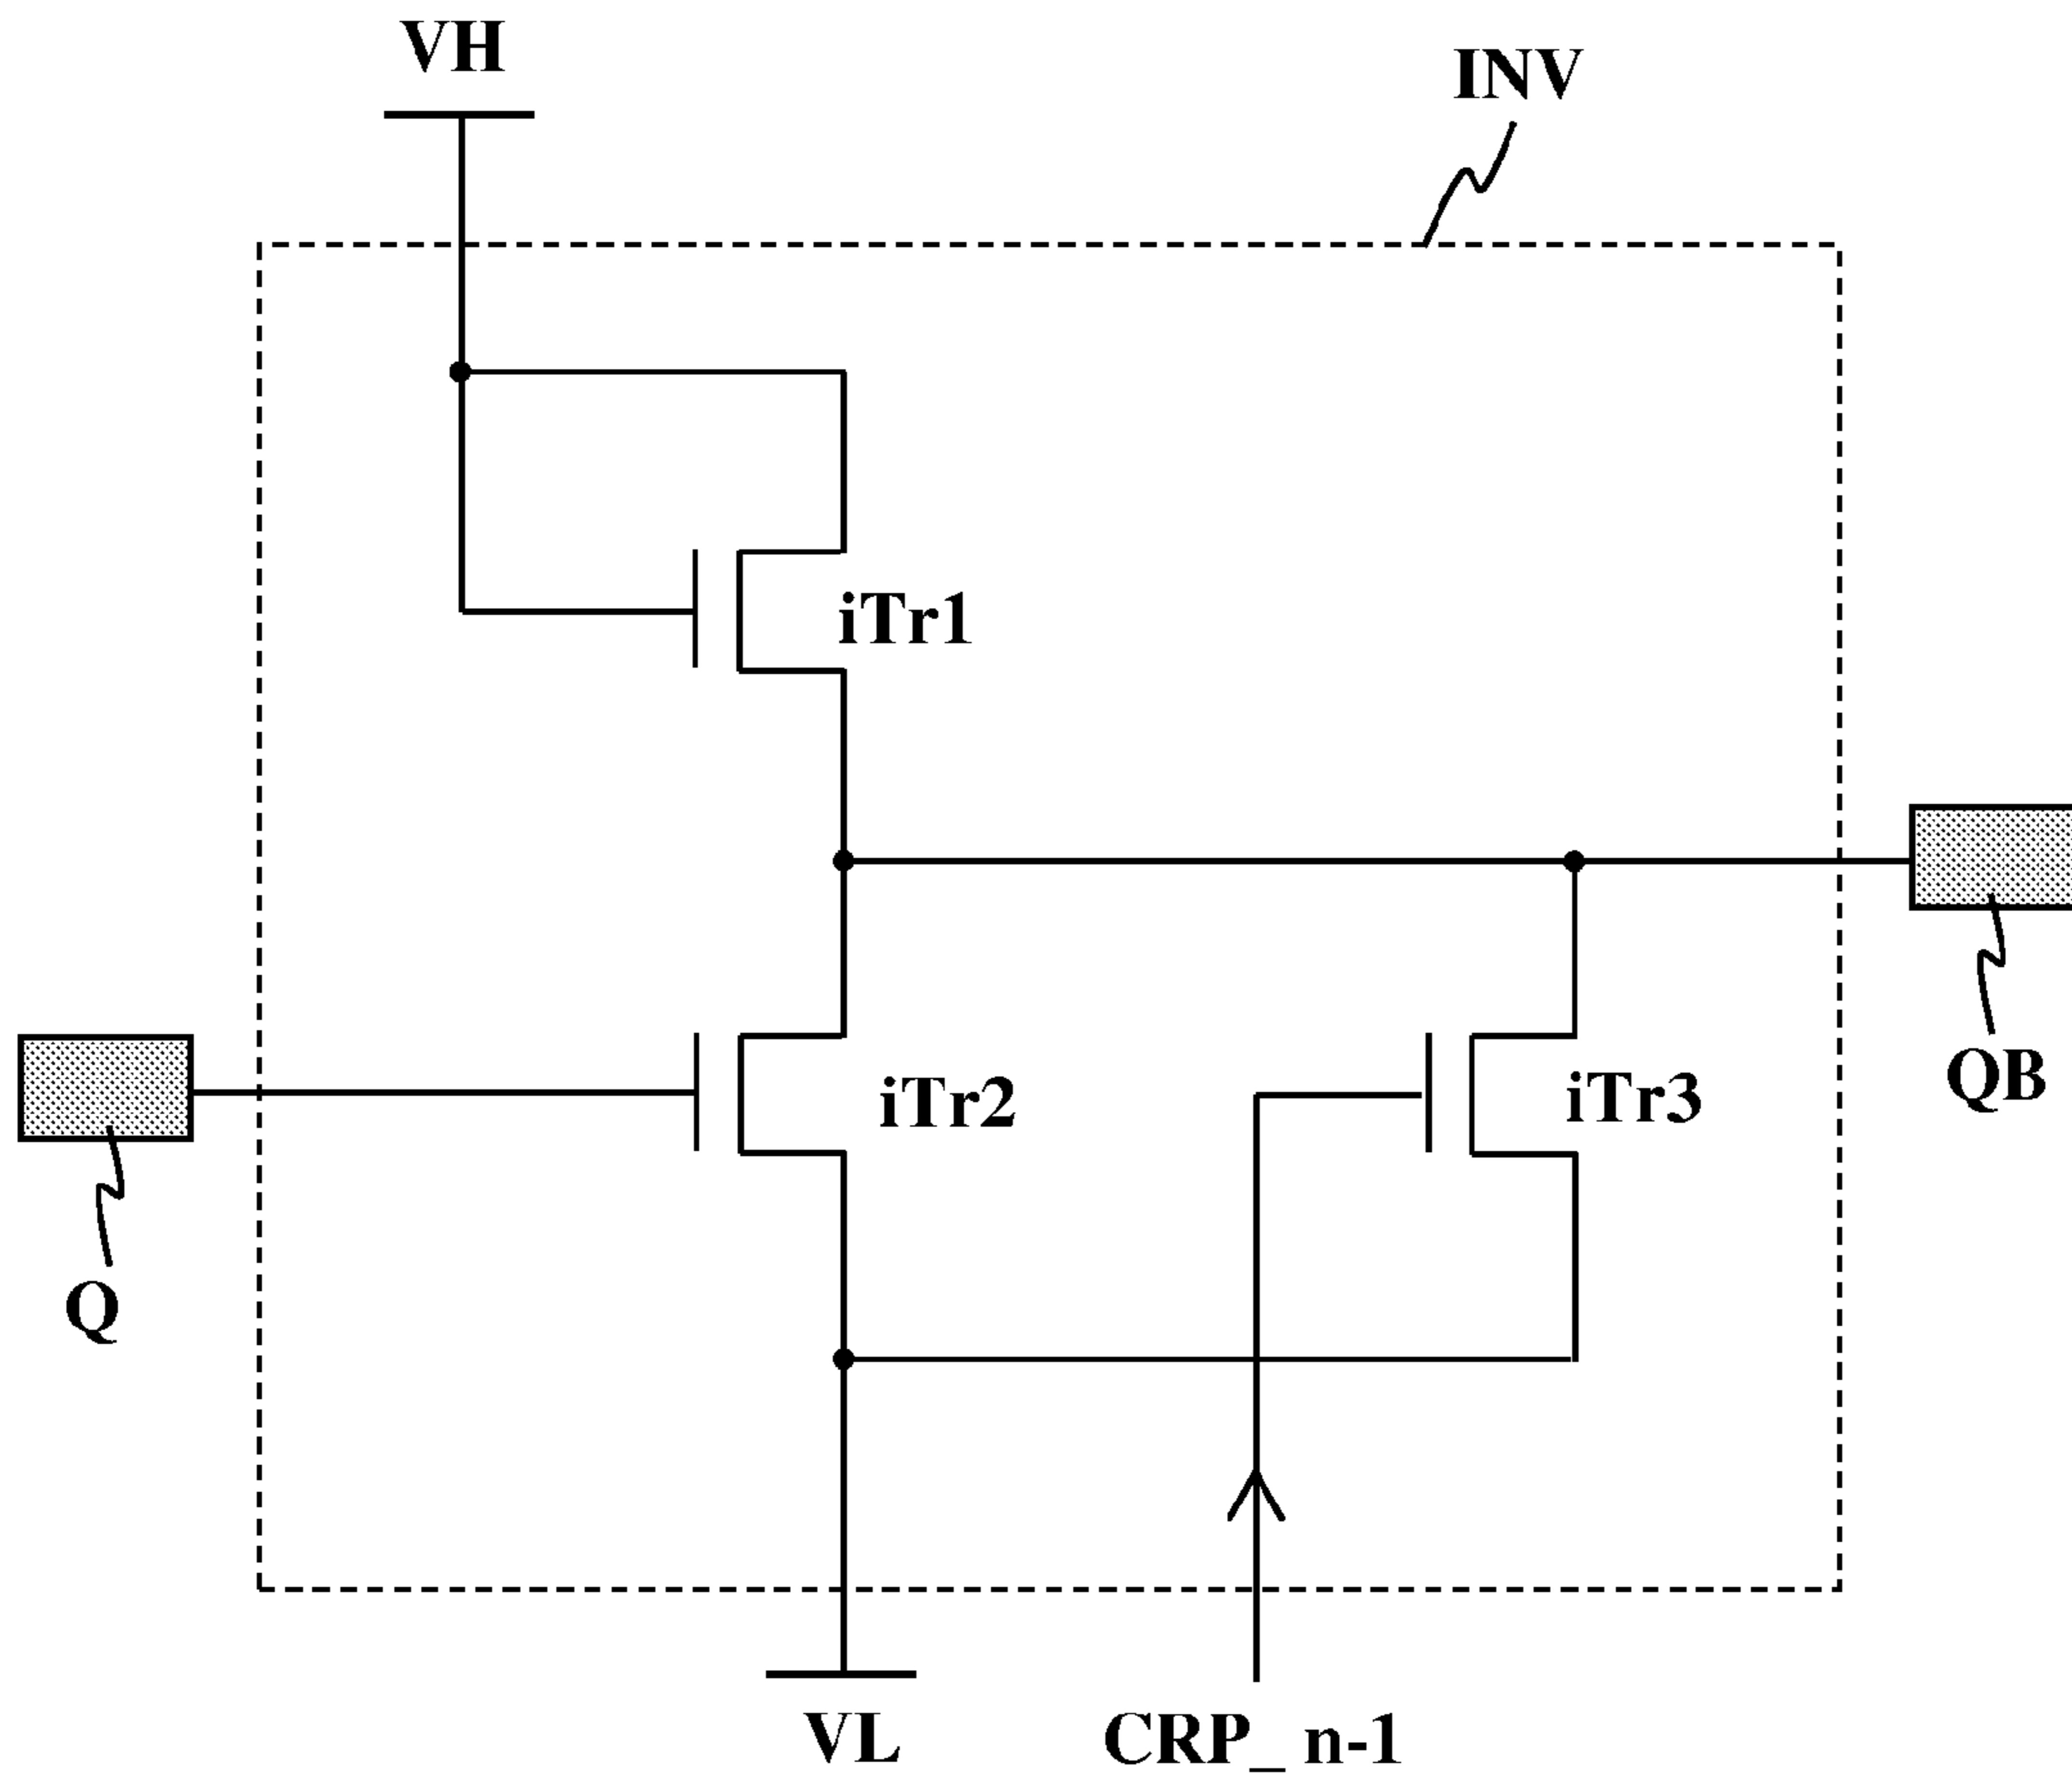 VH
INV
iTr1
iTr2
iTr3
QB
Q
VL
CRP_ n-1